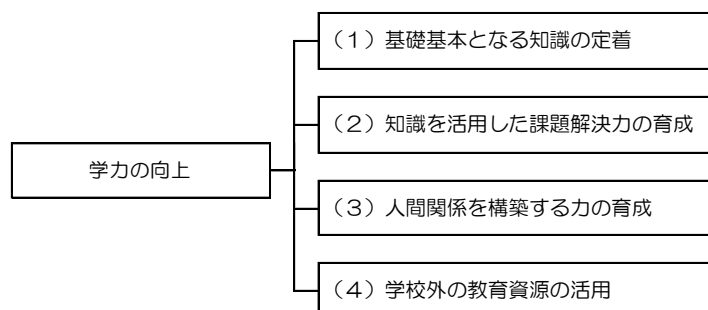 学力の向上
（１）基礎基本となる知識の定着
（２）知識を活用した課題解決力の育成
（３）人間関係を構築する力の育成
（４）学校外の教育資源の活用